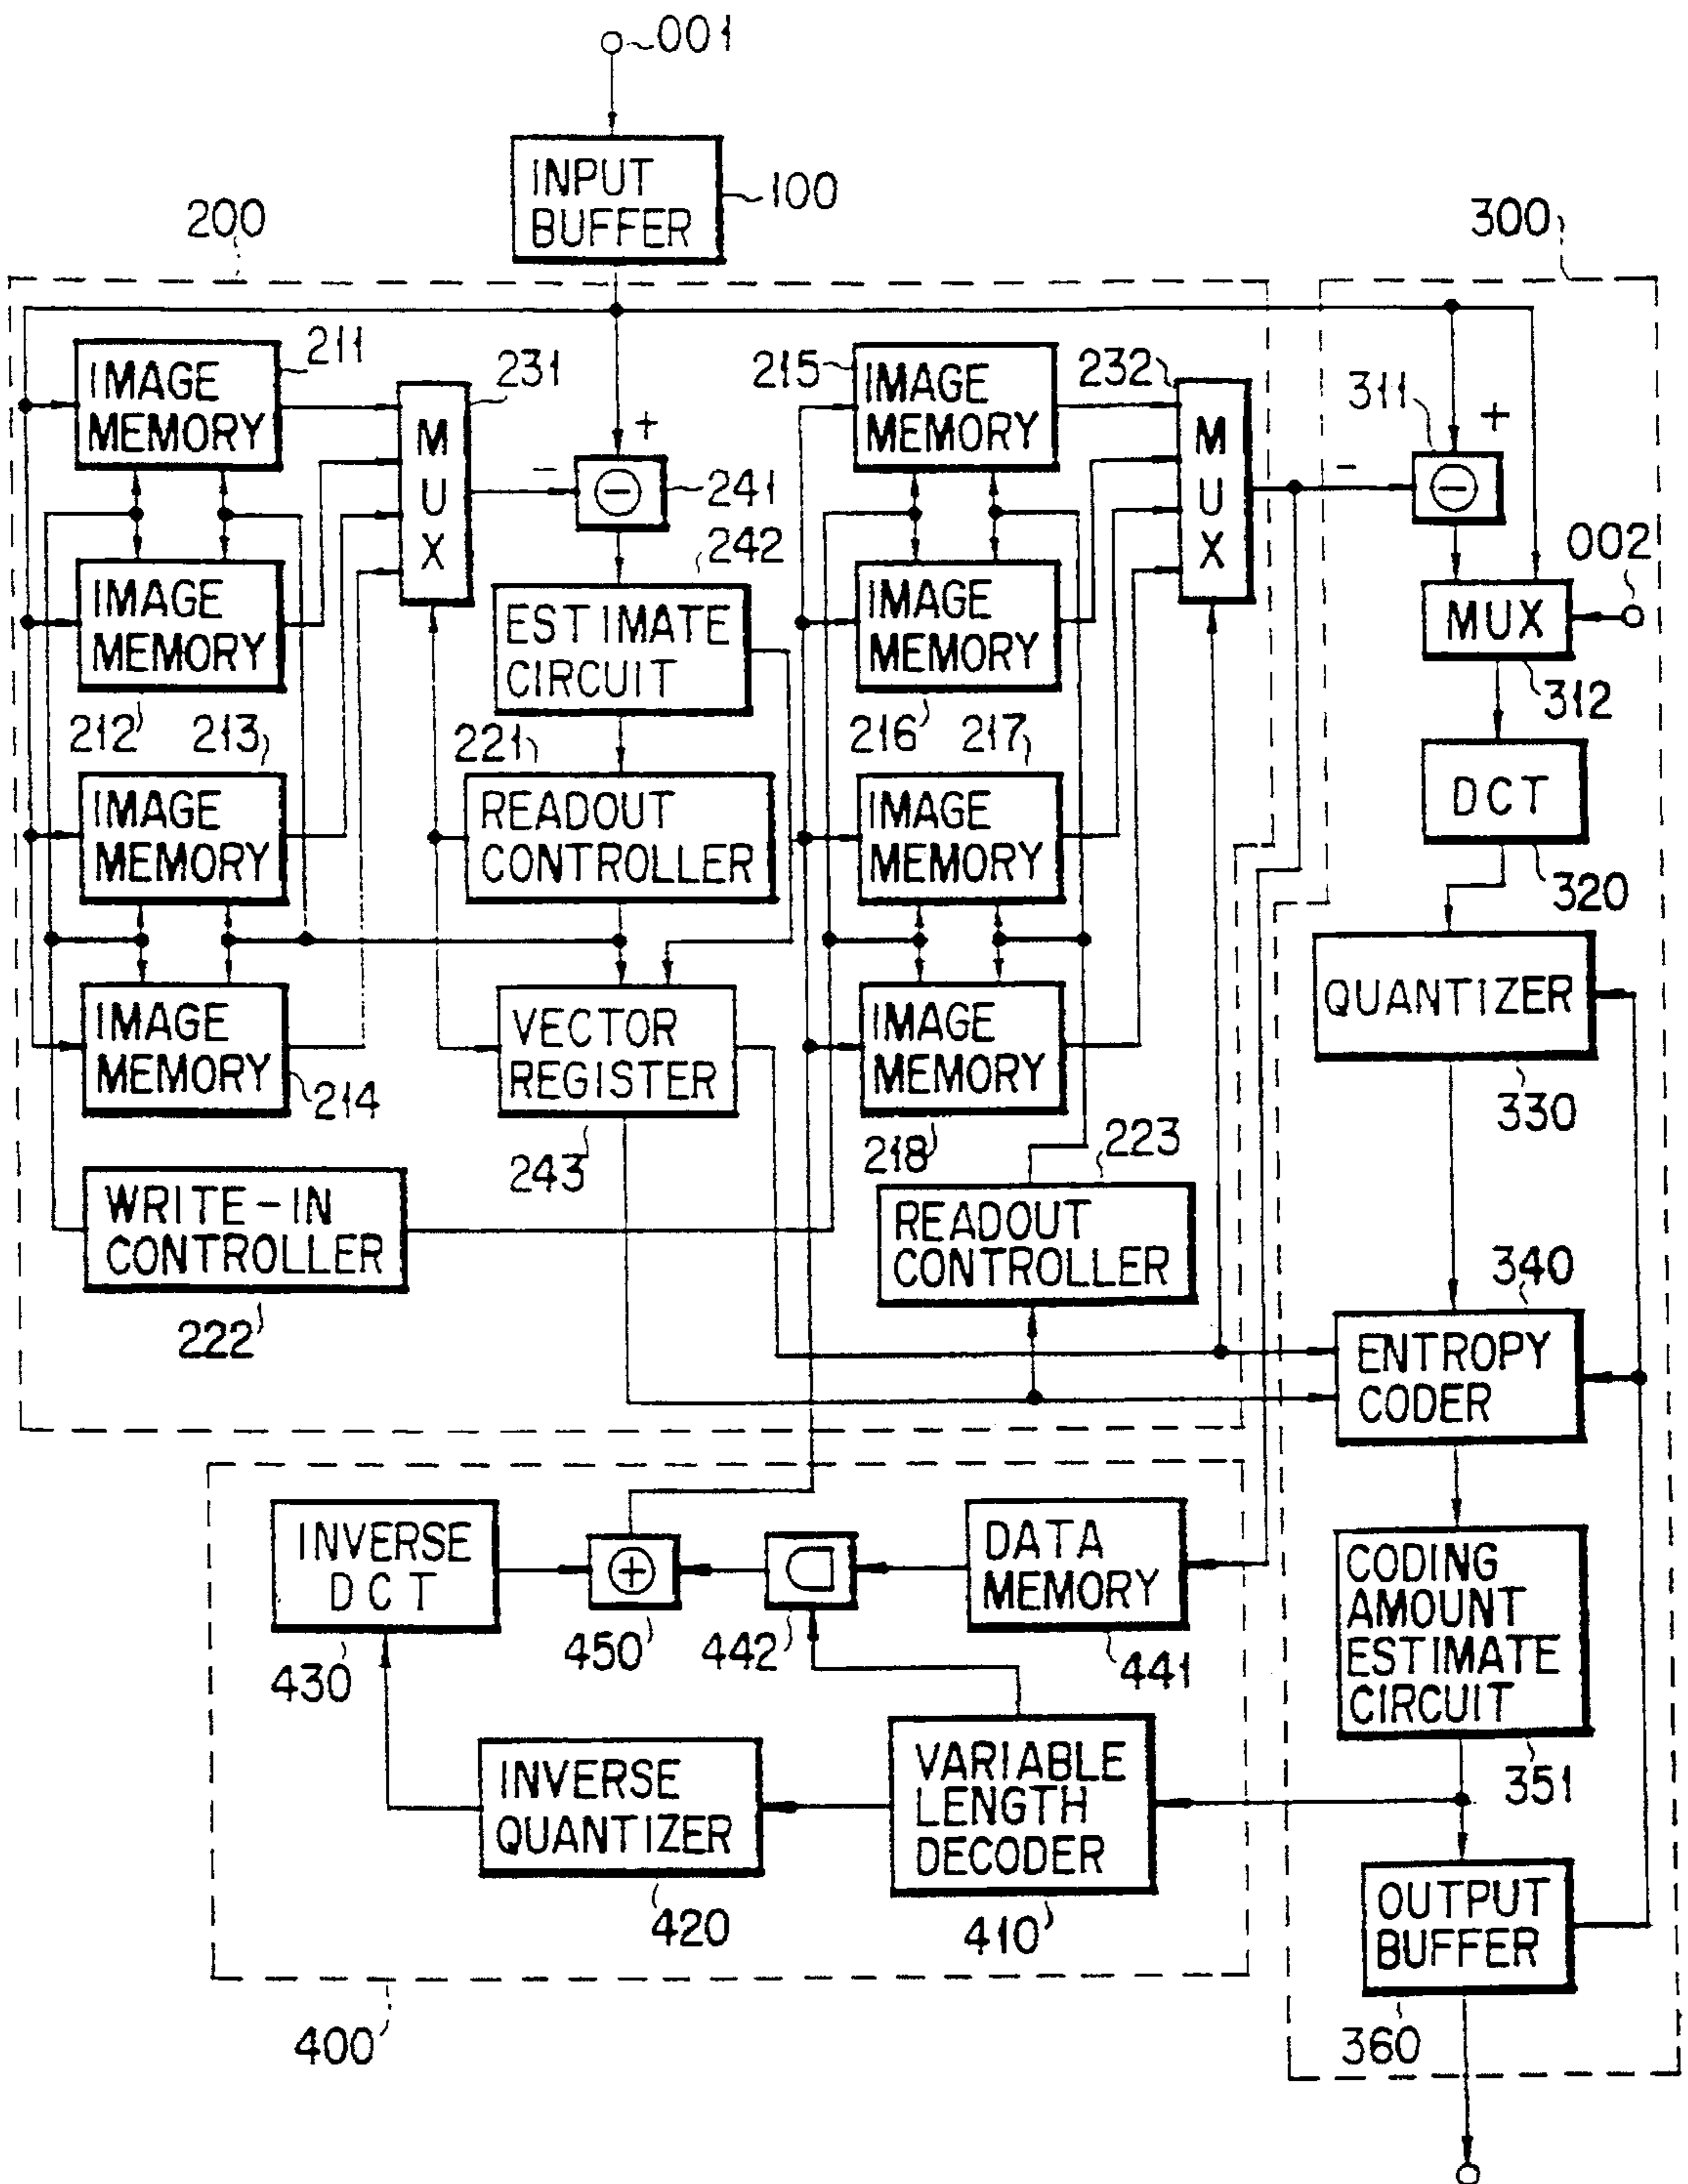 001
INPUT
BUFFER
100
200
300
IMAGE
MEMORY
211
MUX
231
+
-
241
242
215
IMAGE
MEMORY
232
MUX
311
+
-
002
IMAGE
MEMORY
212
213
ESTIMATE
CIRCUIT
221
IMAGE
MEMORY
216
217
MUX
312
IMAGE
MEMORY
READOUT
CONTROLLER
IMAGE
MEMORY
DCT
320
IMAGE
MEMORY
214
VECTOR
REGISTER
243
IMAGE
MEMORY
218
223
QUANTIZER
330
WRITE-IN
CONTROLLER
222
READOUT
CONTROLLER
340
ENTROPY
CODER
INVERSE
DCT
430
450
442
DATA
MEMORY
441
CODING
AMOUNT
ESTIMATE
CIRCUIT
351
INVERSE
QUANTIZER
420
VARIABLE
LENGTH
DECODER
410
OUTPUT
BUFFER
360
400